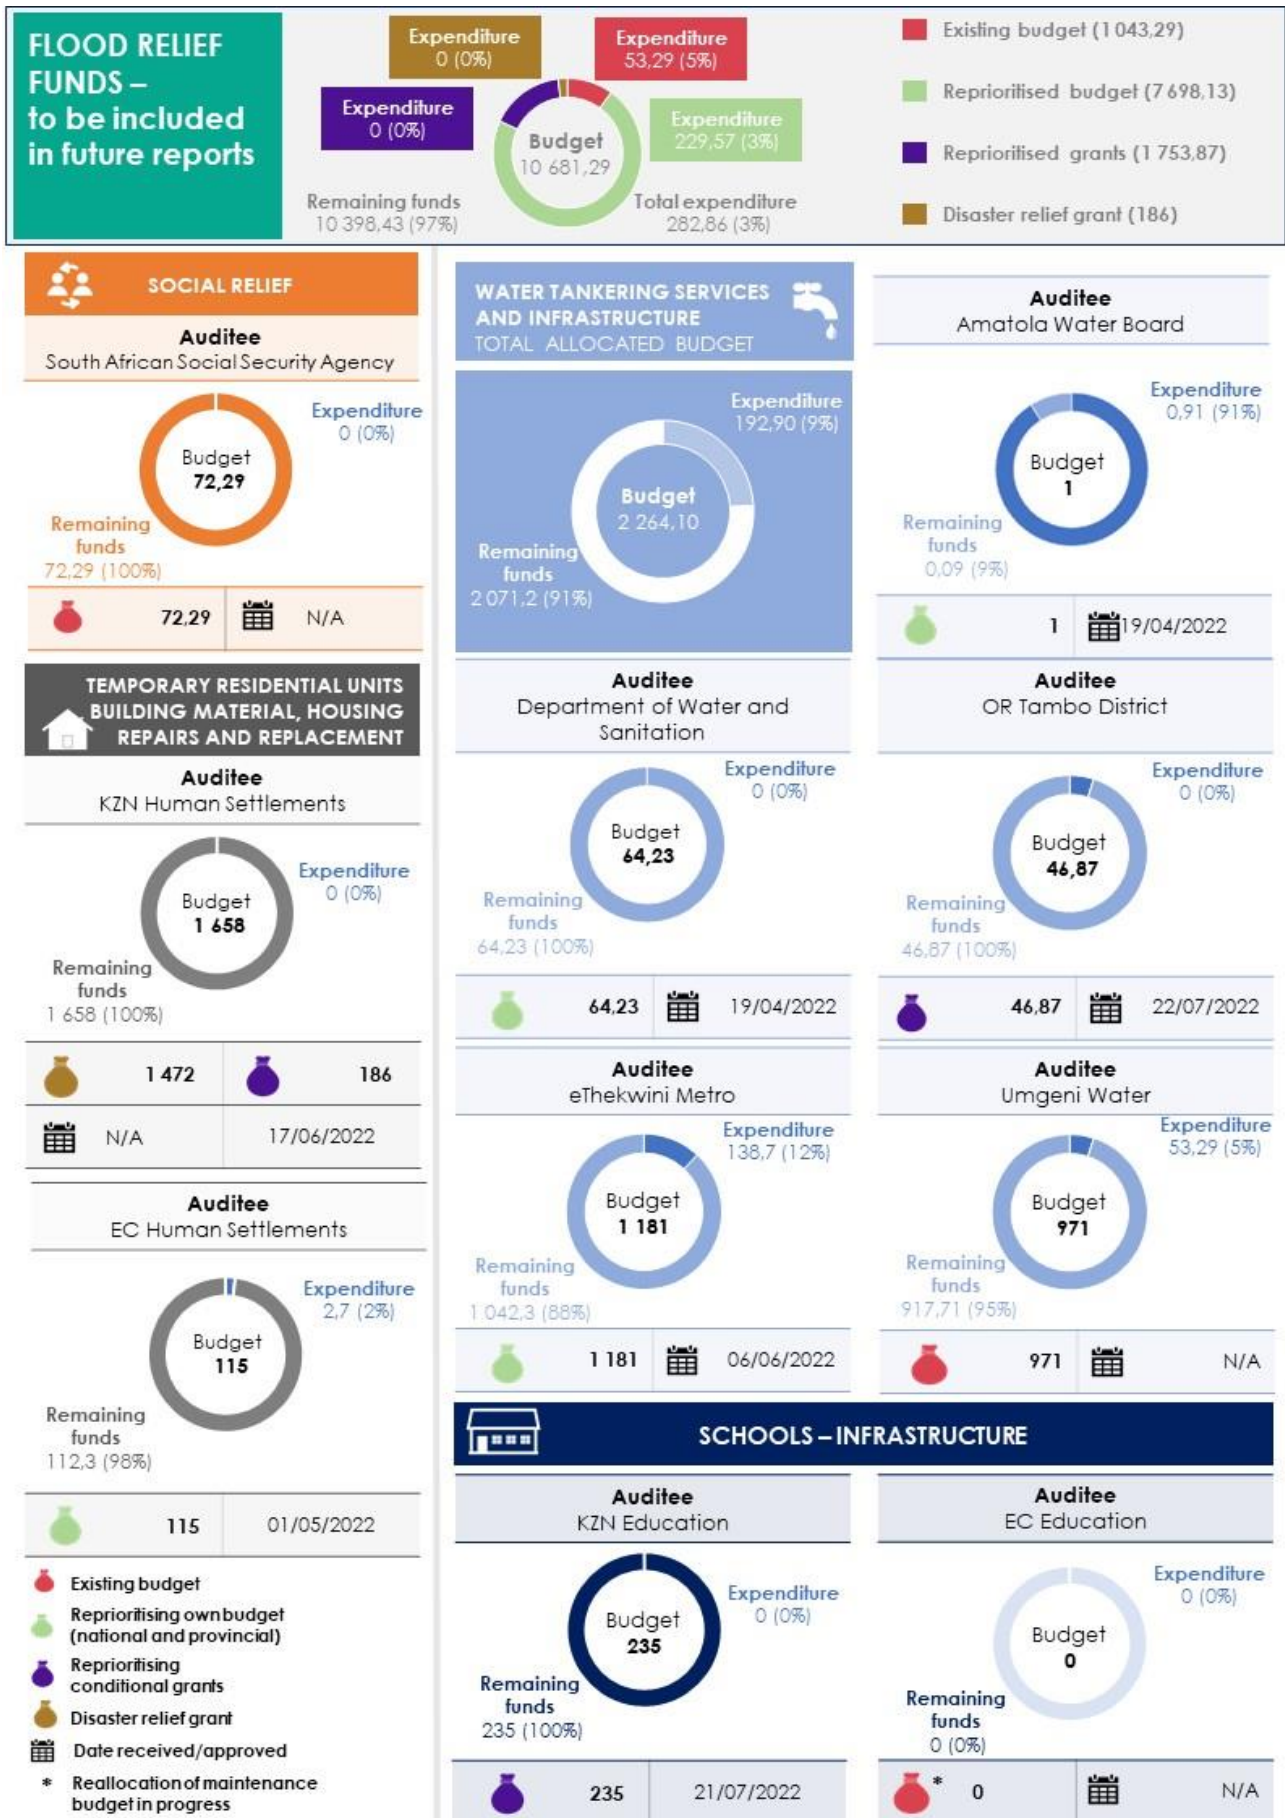 FLOOD RELIEF
FUNDS –
to be included
in future reports
Expenditure
0 (0%)
Expenditure
53,29 (5%)
Expenditure
0 (0%)
Expenditure
229,57 (3%)
Budget
10 681,29
Remaining funds
10 398,43 (97%)
Total expenditure
282,86 (3%)
Existing budget (1 043,29)
Reprioritised budget (7 698,13)
Reprioritised grants (1 753,87)
Disaster relief grant (186)
SOCIAL RELIEF
Auditee
South African Social Security Agency
Expenditure
0 (0%)
Budget
72,29
Remaining
funds
72,29 (100%)
72,29
N/A
TEMPORARY RESIDENTIAL UNITS
BUILDING MATERIAL, HOUSING
REPAIRS AND REPLACEMENT
Auditee
KZN Human Settlements
Expenditure
0 (0%)
Budget
1 658
Remaining
funds
1 658 (100%)
1 472
186
N/A
17/06/2022
Auditee
EC Human Settlements
Expenditure
2,7 (2%)
Budget
115
Remaining
funds
112,3 (98%)
115
01/05/2022
Existing budget
Reprioritising own budget
(national and provincial)
Reprioritising
conditional grants
Disaster relief grant
Date received/approved
* Reallocation of maintenance
budget in progress
WATER TANKERING SERVICES
AND INFRASTRUCTURE
TOTAL ALLOCATED BUDGET
Expenditure
192,90 (9%)
Budget
2 264,10
Remaining
funds
2 071,2 (91%)
Auditee
Amatola Water Board
Expenditure
0,91 (91%)
Budget
1
Remaining
funds
0,09 (9%)
1
19/04/2022
Auditee
Department of Water and
Sanitation
Expenditure
0 (0%)
Budget
64,23
Remaining
funds
64,23 (100%)
64,23
19/04/2022
Auditee
OR Tambo District
Expenditure
0 (0%)
Budget
46,87
Remaining
funds
46,87 (100%)
46,87
22/07/2022
Auditee
eThekwini Metro
Expenditure
138,7 (12%)
Budget
1 181
Remaining
funds
1 042,3 (88%)
1 181
06/06/2022
Auditee
Umgeni Water
Expenditure
53,29 (5%)
Budget
971
Remaining
funds
917,71 (95%)
971
N/A
SCHOOLS – INFRASTRUCTURE
Auditee
KZN Education
Expenditure
0 (0%)
Budget
235
Remaining
funds
235 (100%)
235
21/07/2022
Auditee
EC Education
Expenditure
0 (0%)
Budget
0
Remaining
funds
0 (0%)
* 0
N/A